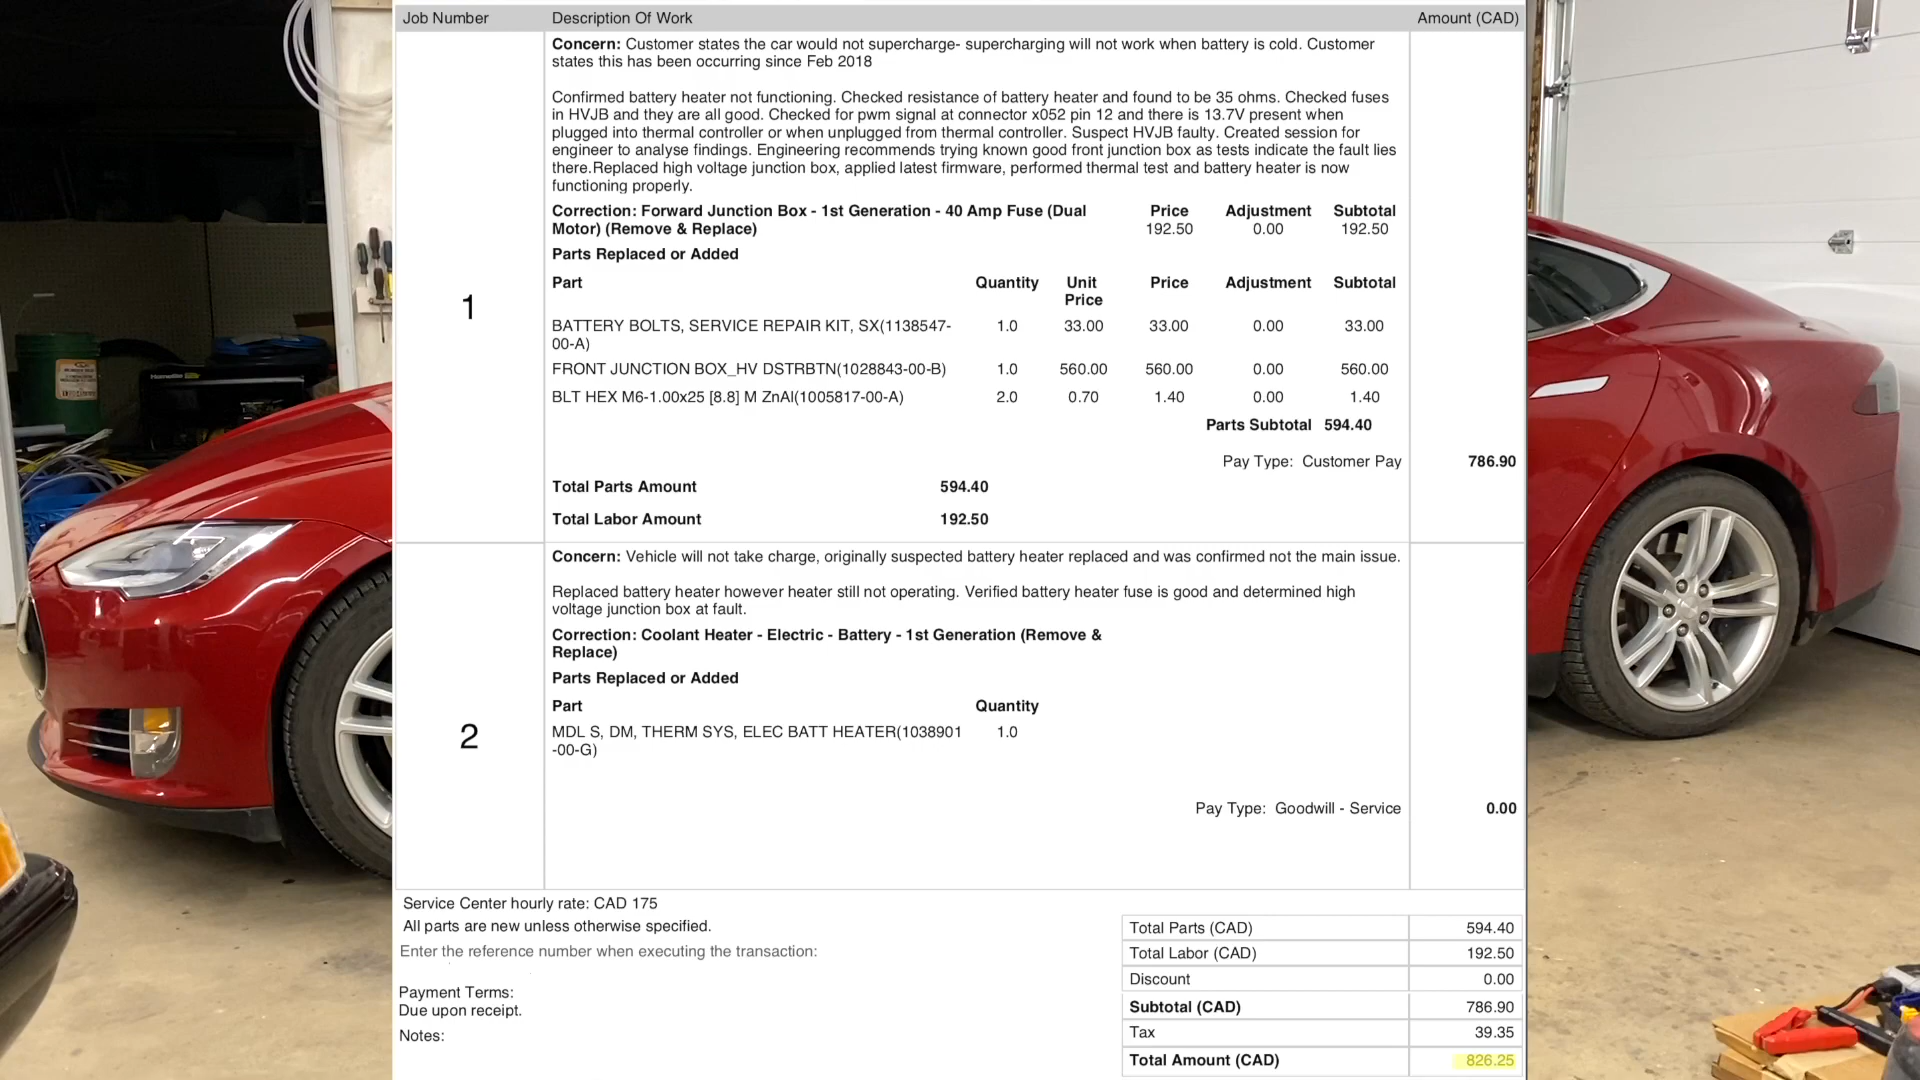 Job Number Description Of Work Amount (CAD)
Concern: Customer states the car would not supercharge- supercharging will not work when battery is cold. Customer
states this has been occurring since Feb 2018
Confirmed battery heater not functioning. Checked resistance of battery heater and found to be 35 ohms. Checked fuses
in HVJB and they are all good. Checked for pwm signal at connector x052 pin 12 and there is 13.7V present when
plugged into thermal controller or when unplugged from thermal controller. Suspect HVJB faulty. Created session for
engineer to analyse findings. Engineering recommends trying known good front junction box as tests indicate the fault lies
there.Replaced high voltage junction box, applied latest firmware, performed thermal test and battery heater is now
functioning properly.
Correction: Forward Junction Box - 1st Generation - 40 Amp Fuse (Dual Price Adjustment Subtotal
Motor) (Remove & Replace) 192.50 0.00 192.50
Parts Replaced or Added
Part Quantity Unit Price Adjustment Subtotal
Price
1
BATTERY BOLTS, SERVICE REPAIR KIT, SX(1138547- 1.0 33.00 33.00 0.00 33.00
00-A)
FRONT JUNCTION BOX_HV DSTRBTN(1028843-00-B) 1.0 560.00 560.00 0.00 560.00
BLT HEX M6-1.00x25 [8.8] M ZnAl(1005817-00-A) 2.0 0.70 1.40 0.00 1.40
Parts Subtotal 594.40
Pay Type: Customer Pay 786.90
Total Parts Amount 594.40
Total Labor Amount 192.50
Concern: Vehicle will not take charge, originally suspected battery heater replaced and was confirmed not the main issue.
Replaced battery heater however heater still not operating. Verified battery heater fuse is good and determined high
voltage junction box at fault.
Correction: Coolant Heater - Electric - Battery - 1st Generation (Remove &
Replace)
Parts Replaced or Added
Part Quantity
2
MDL S, DM, THERM SYS, ELEC BATT HEATER(1038901 1.0
-00-G)
Pay Type: Goodwill - Service 0.00
Service Center hourly rate: CAD 175
All parts are new unless otherwise specified.
Enter the reference number when executing the transaction:
Payment Terms:
Due upon receipt.
Notes:
Total Parts (CAD) 594.40
Total Labor (CAD) 192.50
Discount 0.00
Subtotal (CAD) 786.90
Tax 39.35
Total Amount (CAD) 826.25